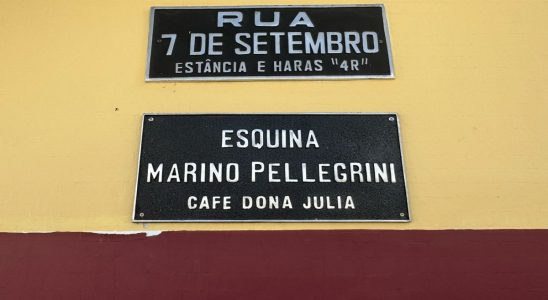 RUA
7 DE SETEMBRO
ESTÂNCIA E HARAS "4R"
ESQUINA
MARINO PELLEGRINI
CAFE DONA JULIA